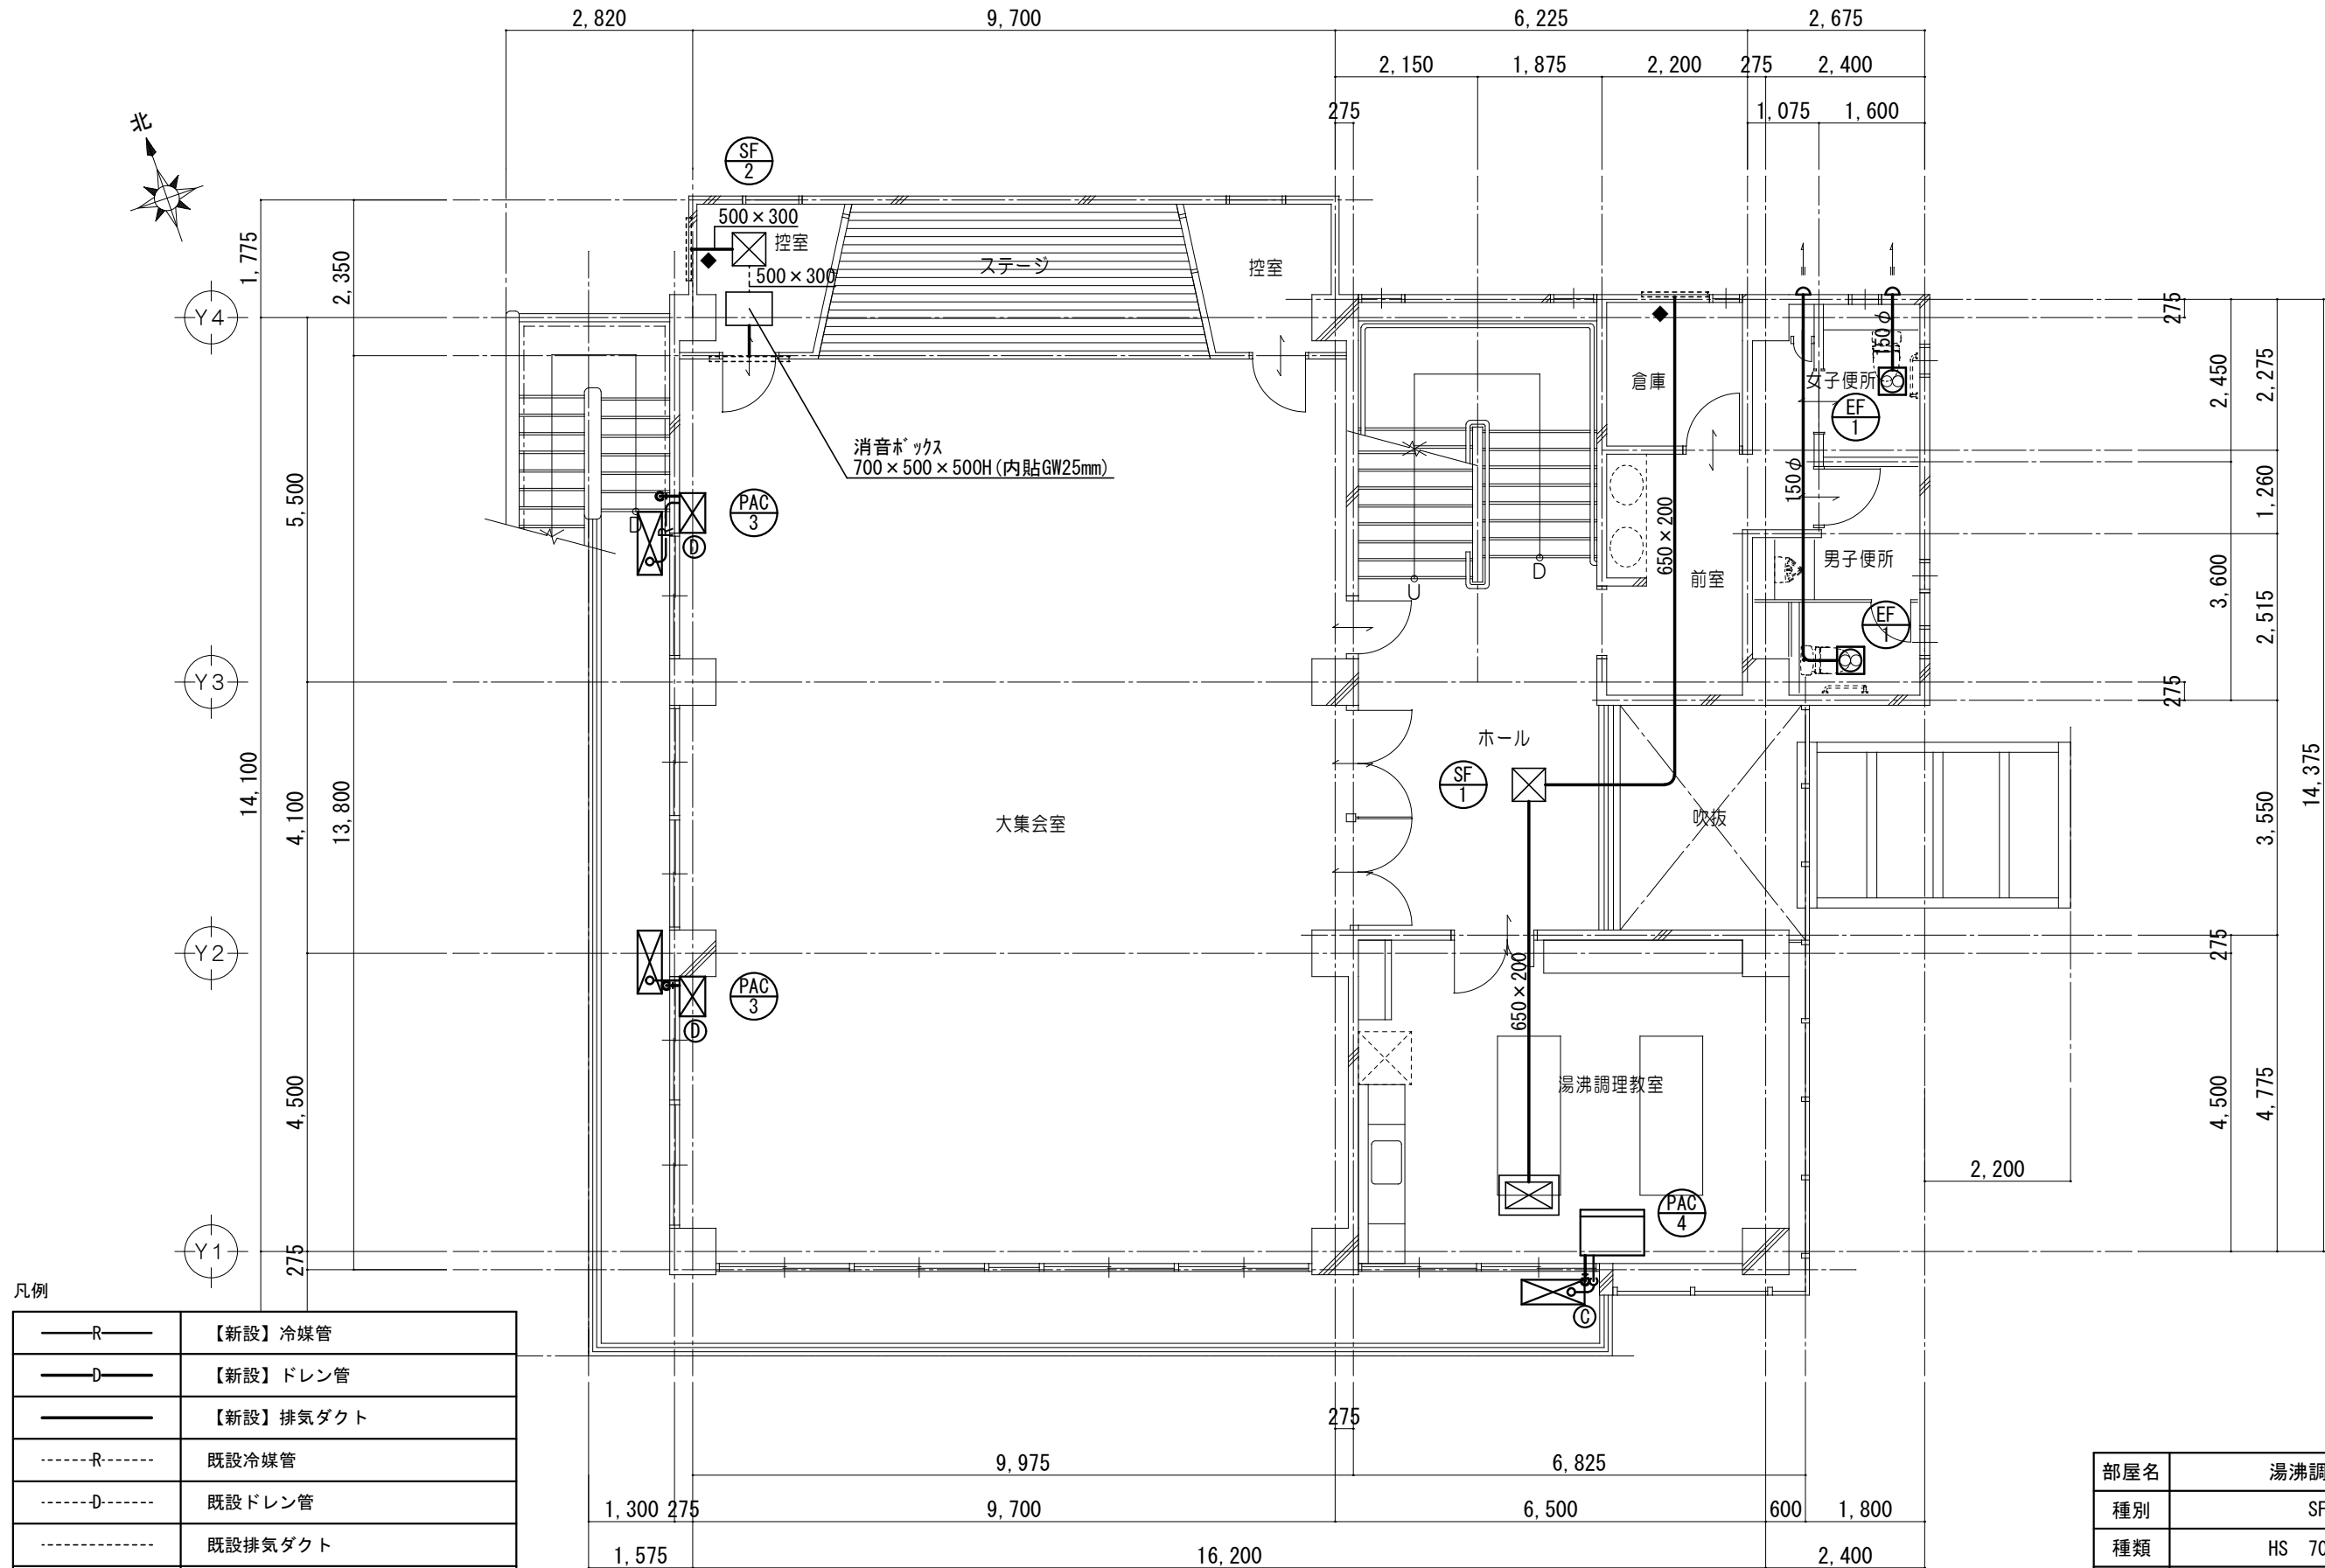 2,820
9,700
6,225
2,675
2,150
1,875
2,200
275
2,400
275
1,075
1,600
北
SF
2
500×300
控室
500×300
ステージ
控室
1,775
2,350
Y4
275
150φ
倉庫
女子便所
EF
1
2,450
2,275
消音ボックス
700×500×500H(内貼GW25mm)
5,500
150φ
1,260
PAC
3
D
R
D
650×200
U
D
前室
男子便所
3,600
2,515
EF
1
Y3
275
ホール
SF
1
14,100
4,100
13,800
大集会室
吹抜
3,550
14,375
Y2
275
PAC
3
D
650×200
4,500
湯沸調理教室
4,500
4,775
2,200
PAC
4
Y1
275
C
凡例
R
【新設】冷媒管
D
【新設】ドレン管
【新設】排気ダクト
R
既設冷媒管
D
既設ドレン管
既設排気ダクト
275
9,975
6,825
1,300
275
9,700
6,500
600
1,800
1,575
16,200
2,400
部屋名
湯沸調
種別
SF
種類
HS 70